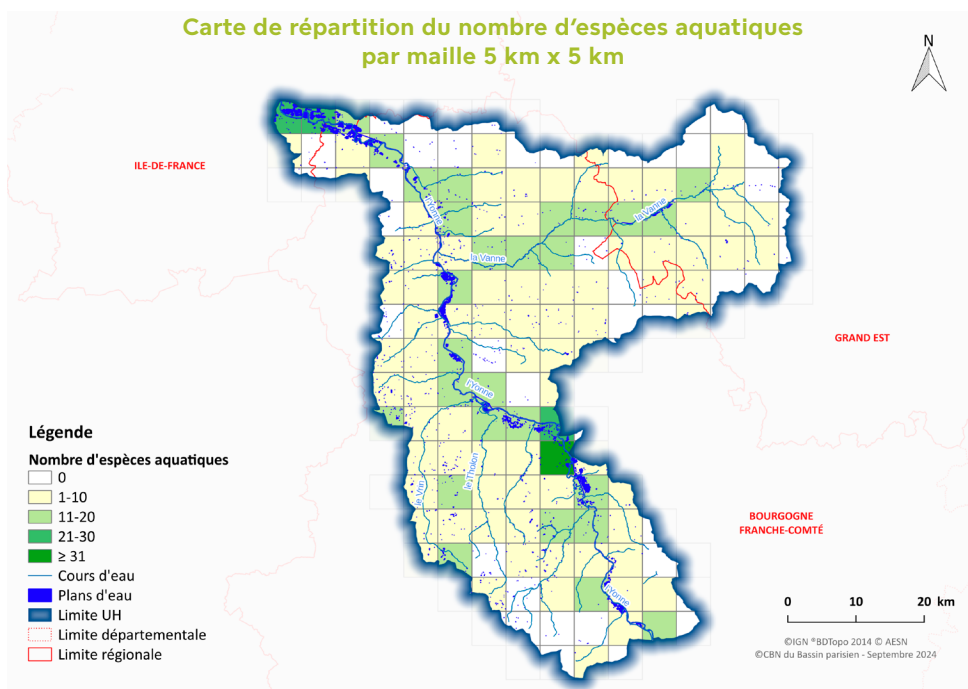 Carte de répartition du nombre d'espèces aquatiques
par maille 5 km x 5 km
N
ILE-DE-FRANCE
l'Yonne
la Vanne
la Vanne
GRAND EST
l'Yonne
le Vrin
le Tholon
BOURGOGNE
FRANCHE-COMTÉ
l'Yonne
Légende
Nombre d'espèces aquatiques
0
1-10
11-20
21-30
≥ 31
Cours d'eau
Plans d'eau
Limite UH
Limite départementale
Limite régionale
0 10 20 km
©IGN ®BDTopo 2014 © AESN
©CBN du Bassin parisien - Septembre 2024